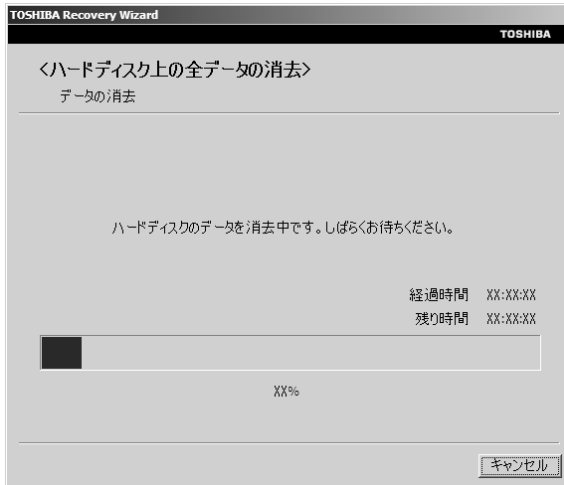 TOSHIBA Recovery Wizard
TOSHIBA
<ハードディスク上の全データの消去>
データの消去
ハードディスクのデータを消去中です。しばらくお待ちください。
経過時間 XX:XX:XX
残り時間 XX:XX:XX
XX%
キャンセル